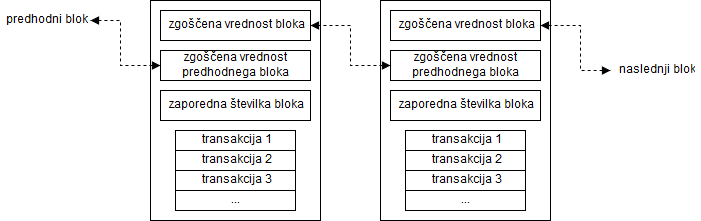 predhodni blok
zgoščena vrednost bloka
zgoščena vrednost
predhodnega bloka
zaporedna številka bloka
transakcija 1
transakcija 2
transakcija 3
...
zgoščena vrednost bloka
zgoščena vrednost
predhodnega bloka
zaporedna številka bloka
transakcija 1
transakcija 2
transakcija 3
...
naslednji blok